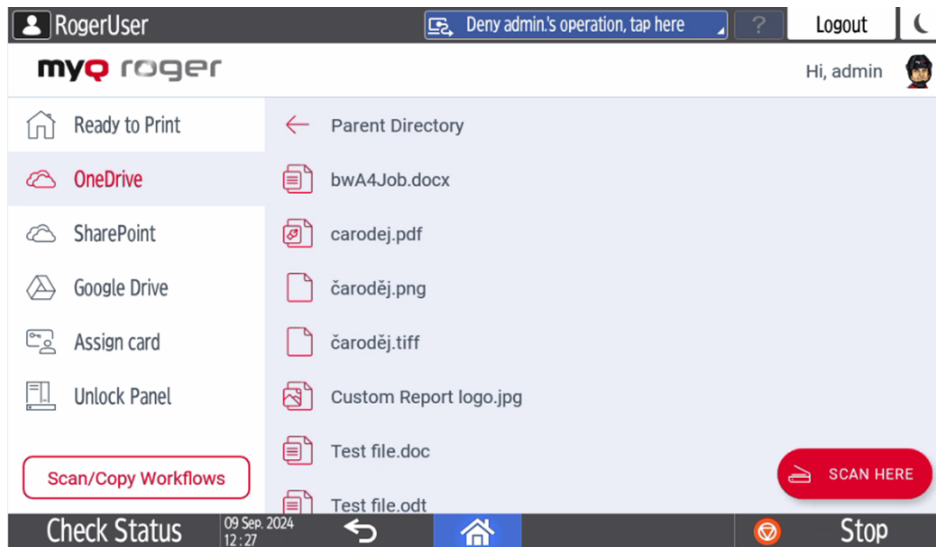 RogerUser
Deny admin.'s operation, tap here
?
Logout
myQ roger
Hi, admin
Ready to Print
Parent Directory
OneDrive
bwA4Job.docx
SharePoint
carodej.pdf
Google Drive
čaroděj.png
Assign card
čaroděj.tiff
Unlock Panel
Custom Report logo.jpg
Test file.doc
Scan/Copy Workflows
SCAN HERE
Test file.odt
Check Status
09 Sep. 2024
12 : 27
Stop